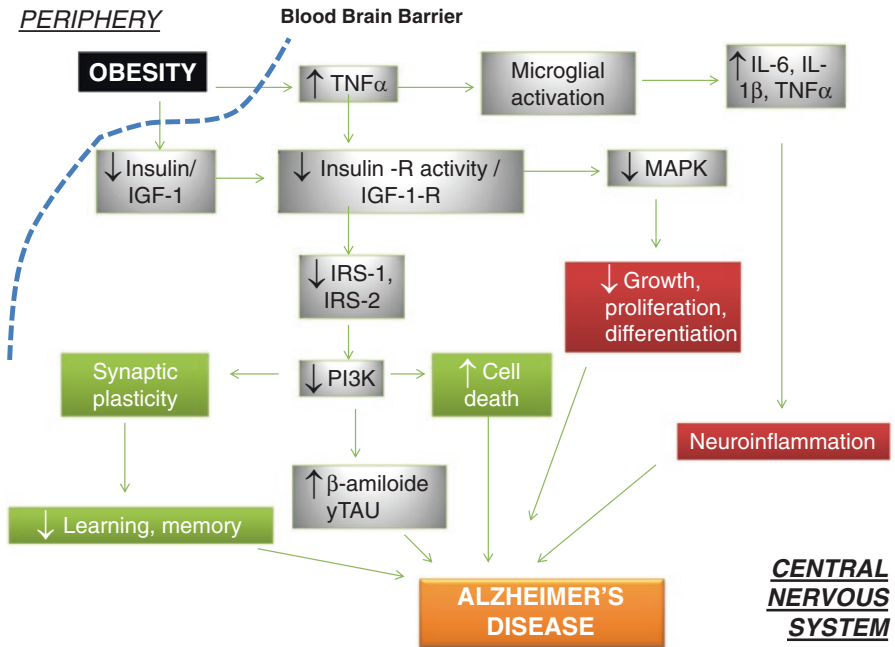 PERIPHERY
Blood Brain Barrier
OBESITY
↑ TNFα
Microglial
activation
↑ IL-6, IL-
1β, TNFα
↓ Insulin/
IGF-1
↓ Insulin -R activity /
IGF-1-R
↓ MAPK
↓ IRS-1,
IRS-2
↓ Growth,
proliferation,
differentiation
Synaptic
plasticity
↓ PI3K
↑ Cell
death
Neuroinflammation
↑ β-amiloide
yTAU
↓ Learning, memory
ALZHEIMER'S
DISEASE
CENTRAL
NERVOUS
SYSTEM